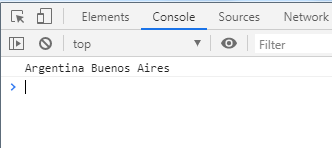 Elements Console Sources Network
top Filter
Argentina Buenos Aires
>